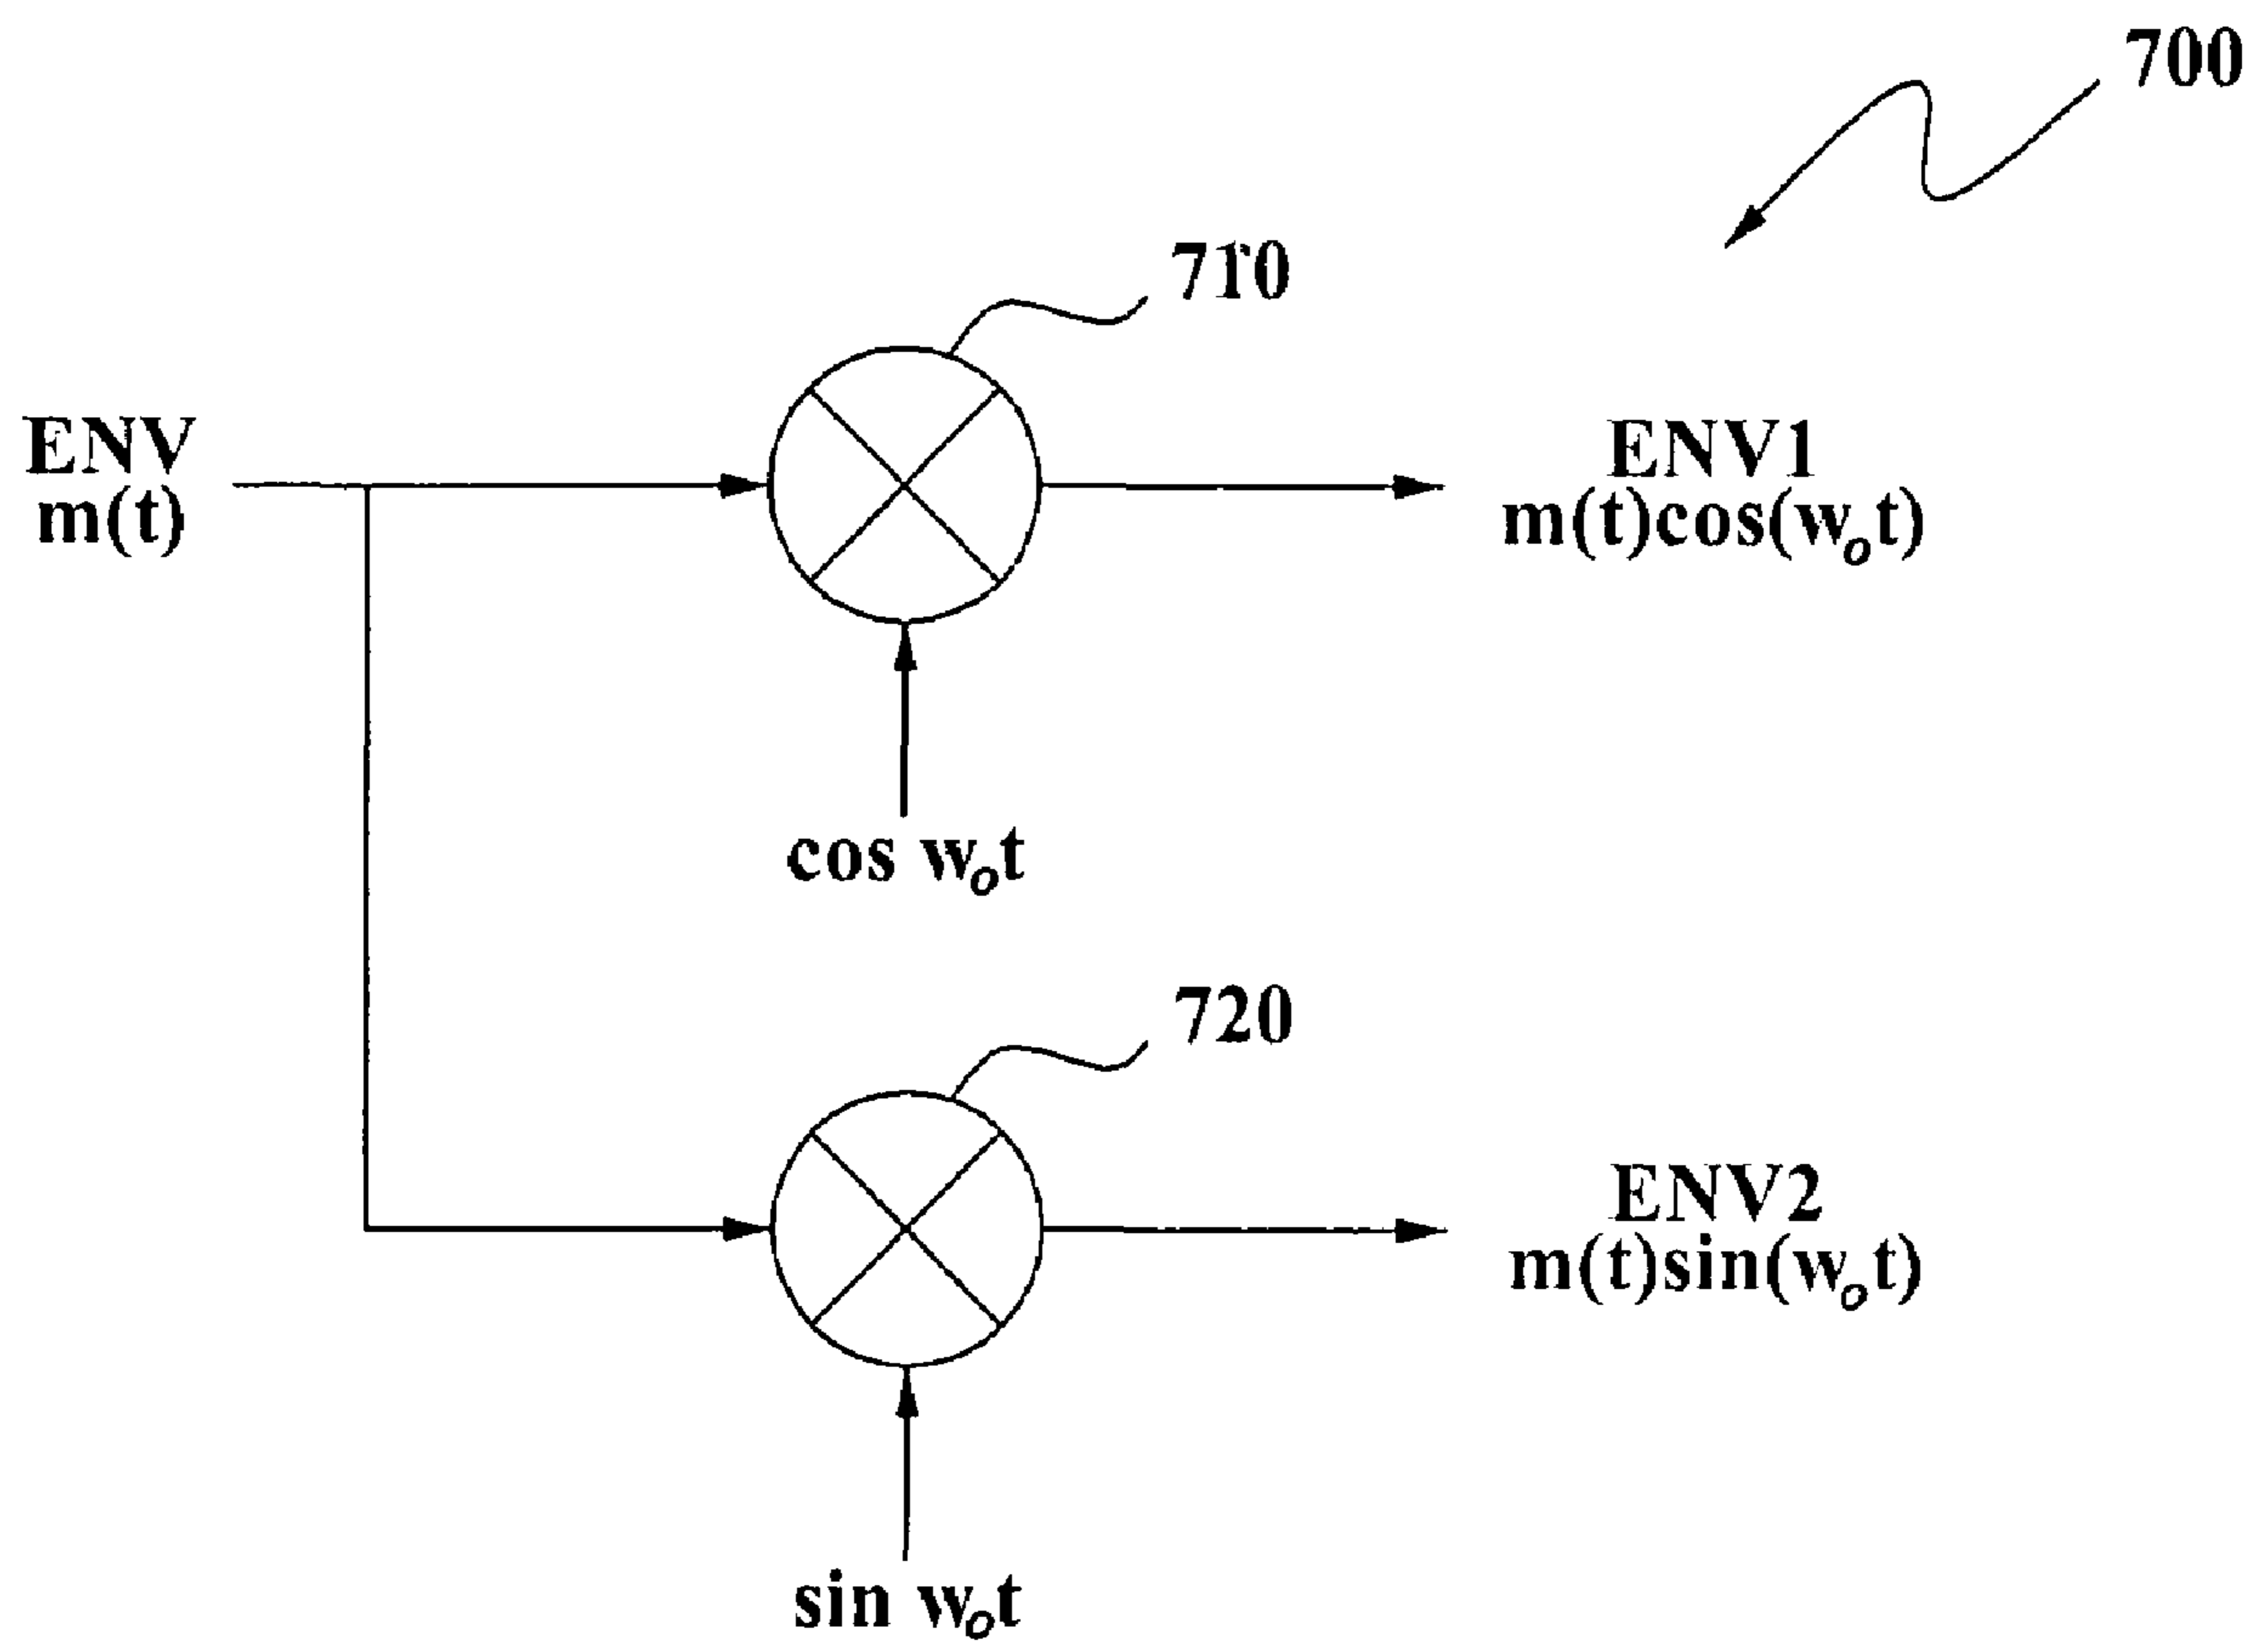 700
710
ENV
m(t)
ENV1
m(t)cos(wₒt)
cos wₒt
720
ENV2
m(t)sin(wₒt)
sin wₒt